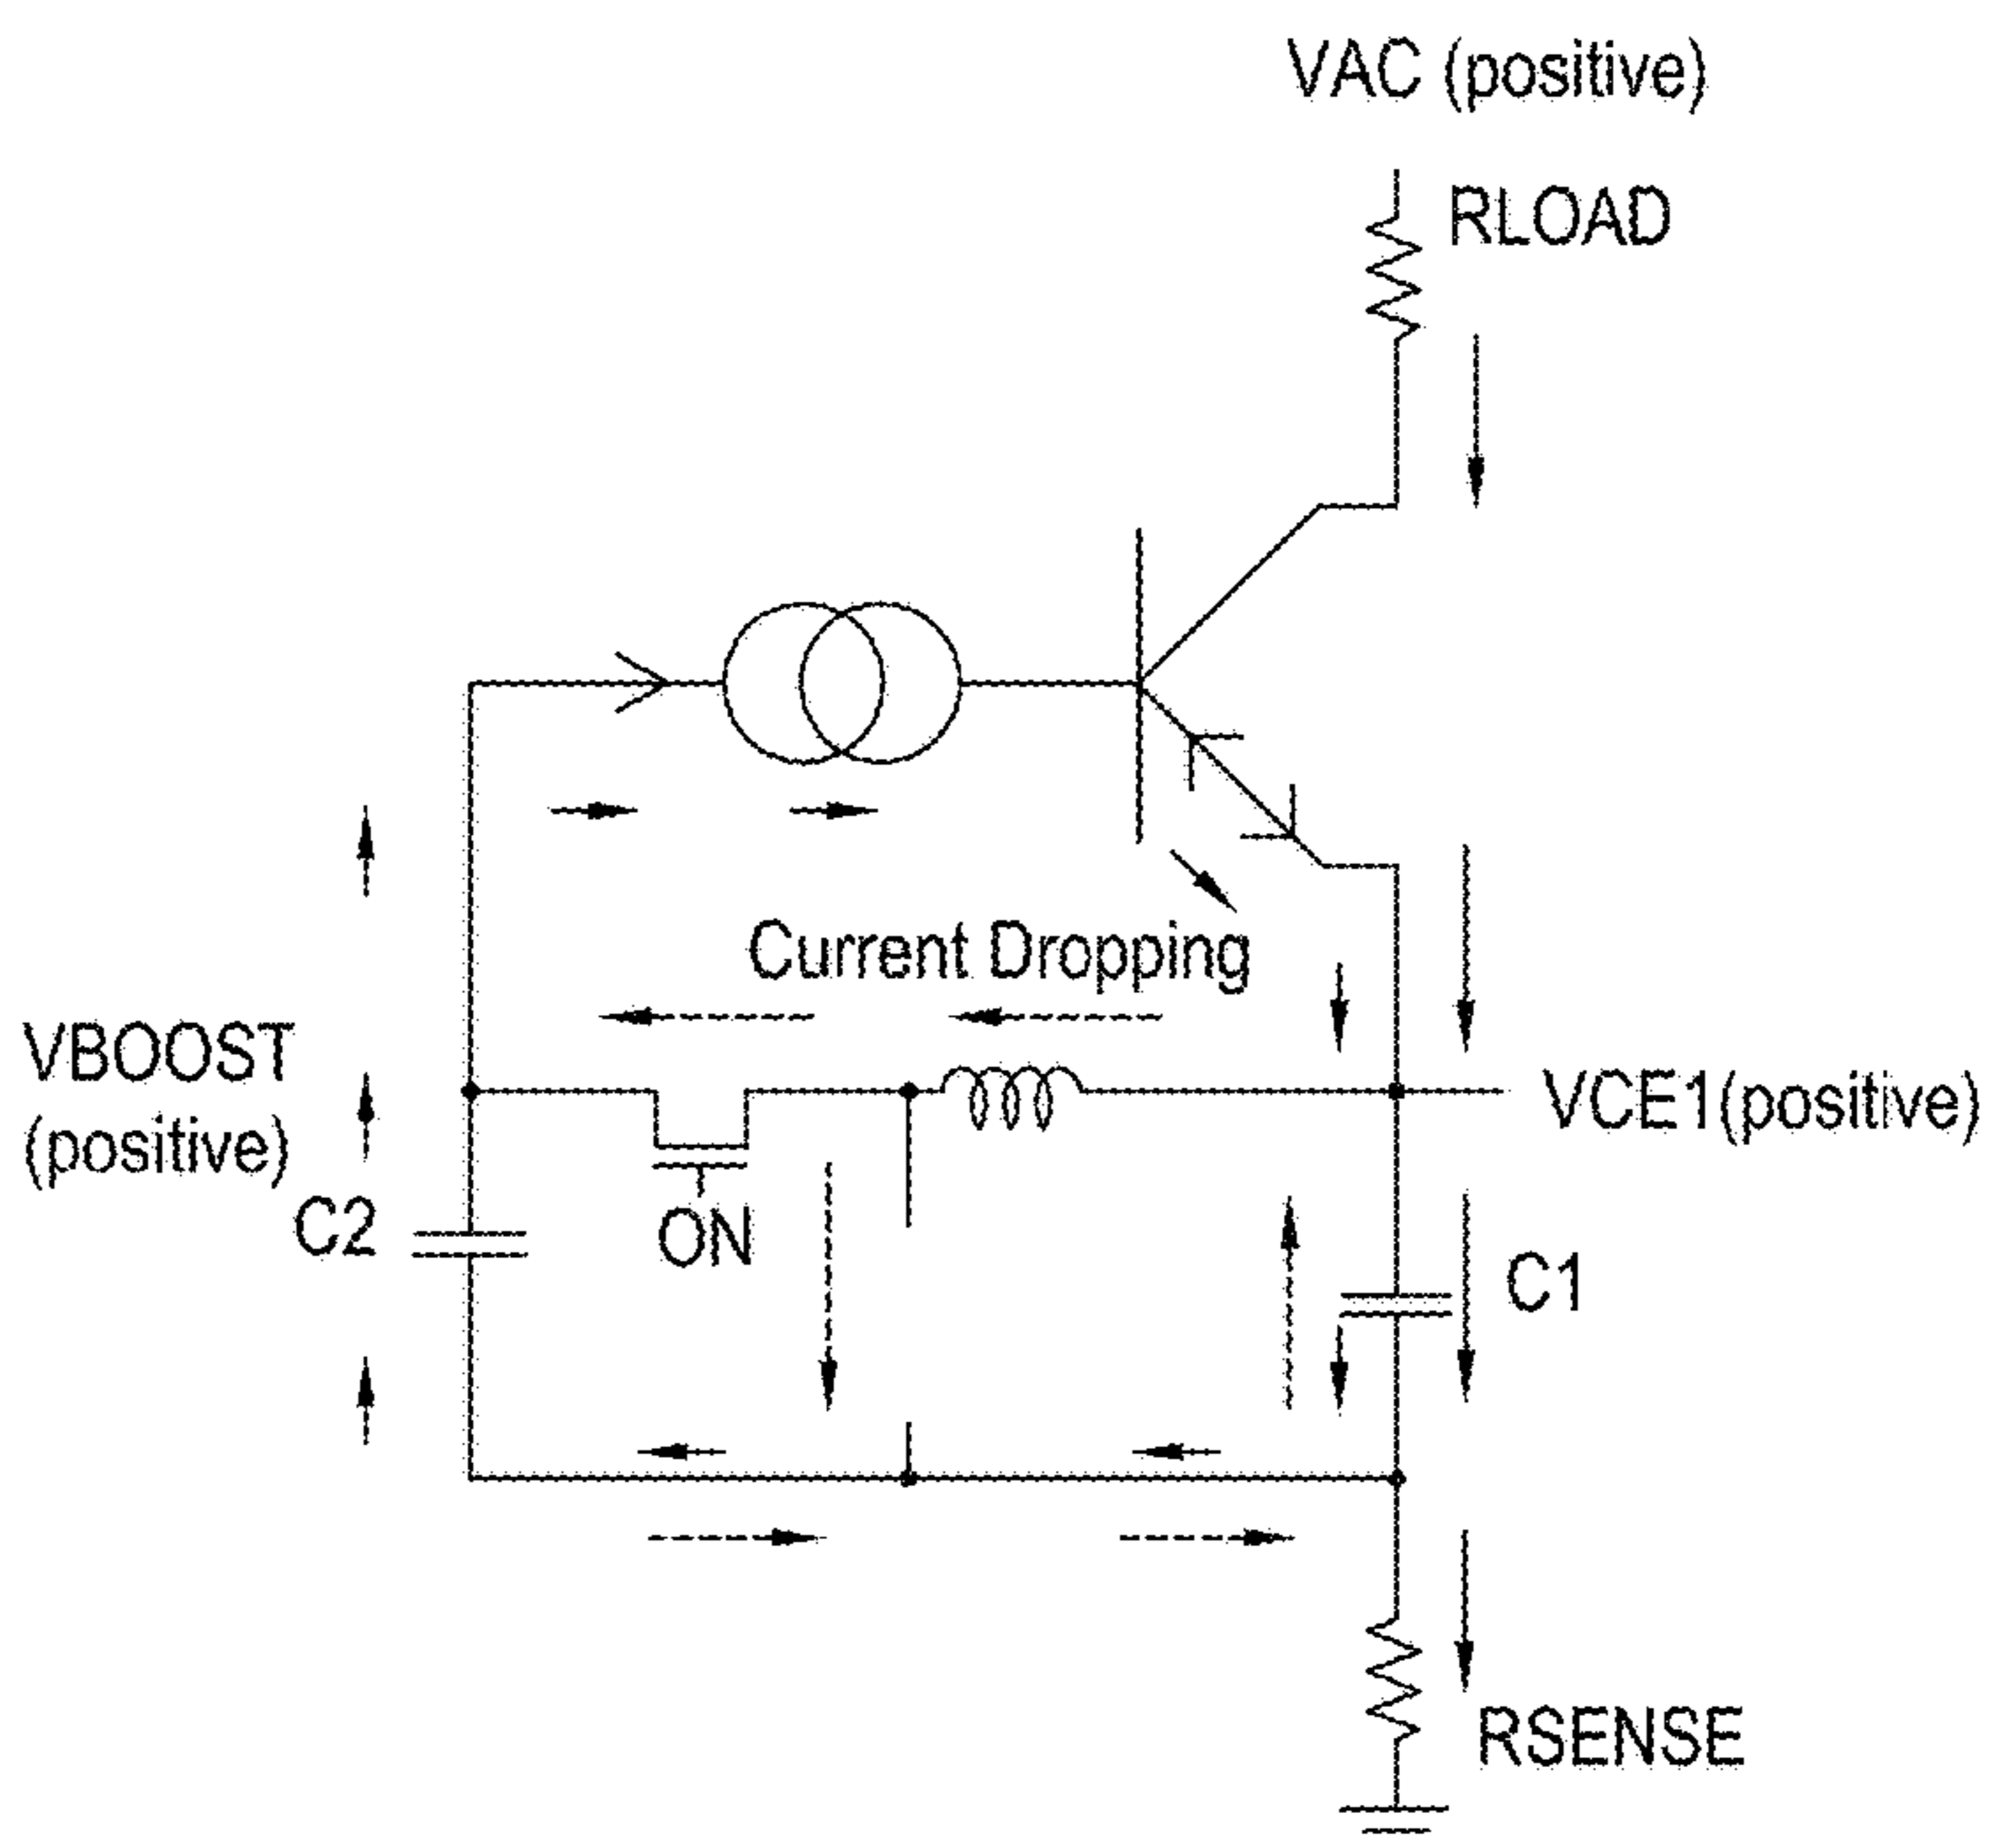 VAC (positive)
RLOAD
Current Dropping
VBOOST
(positive)
VCE1(positive)
C2
ON
C1
RSENSE